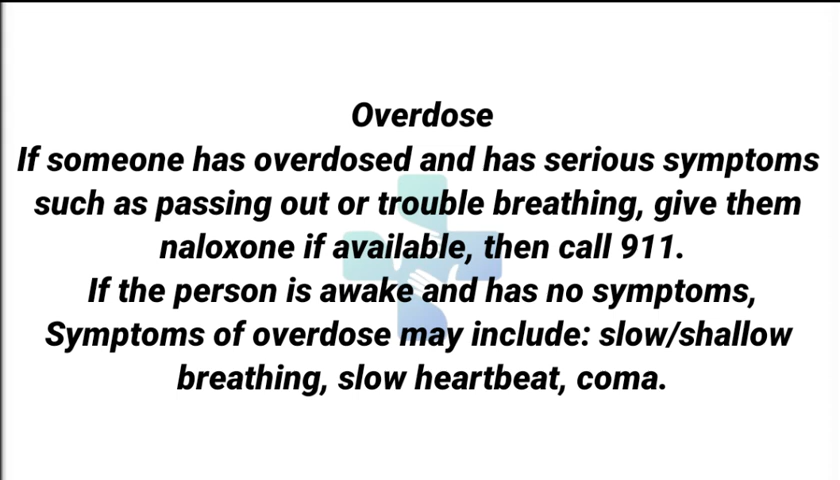 Overdose
If someone has overdosed and has serious symptoms
such as passing out or trouble breathing, give them
naloxone if available, then call 911.
If the person is awake and has no symptoms,
Symptoms of overdose may include: slow/shallow
breathing, slow heartbeat, coma.